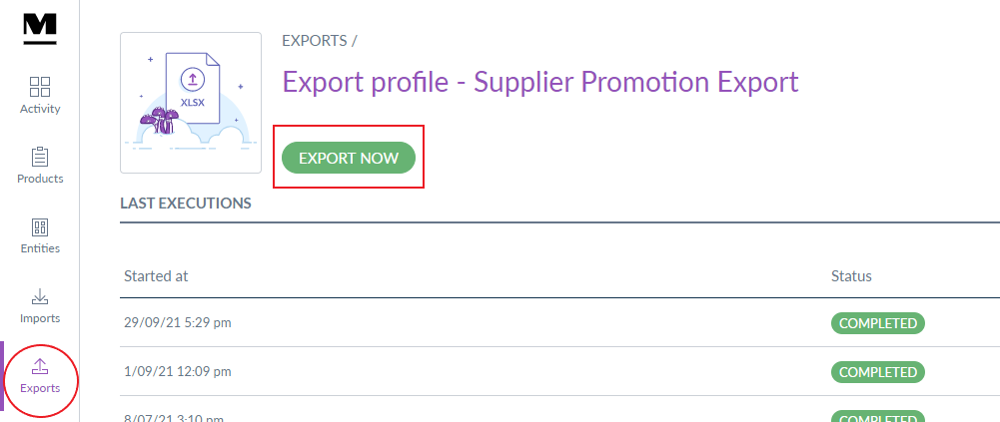 M
Activity
Products
Entities
Imports
Exports
XLSX
EXPORTS /
Export profile - Supplier Promotion Export
EXPORT NOW
LAST EXECUTIONS
Started at Status
29/09/21 5:29 pm COMPLETED
1/09/21 12:09 pm COMPLETED
8/07/21 3:10 pm COMPLETED